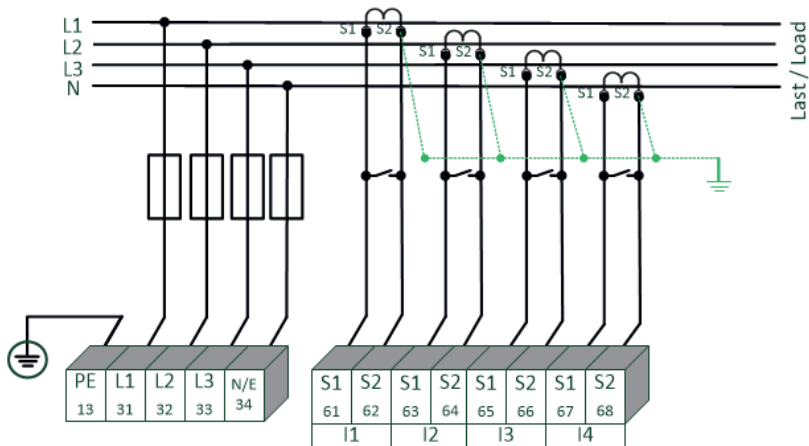 L1
L2
L3
N
S1 S2
S1 S2
S1 S2
S1 S2
Last / Load
PE L1 L2 L3 N/E
13 31 32 33 34
S1 S2 S1 S2 S1 S2 S1 S2
61 62 63 64 65 66 67 68
I1 I2 I3 I4